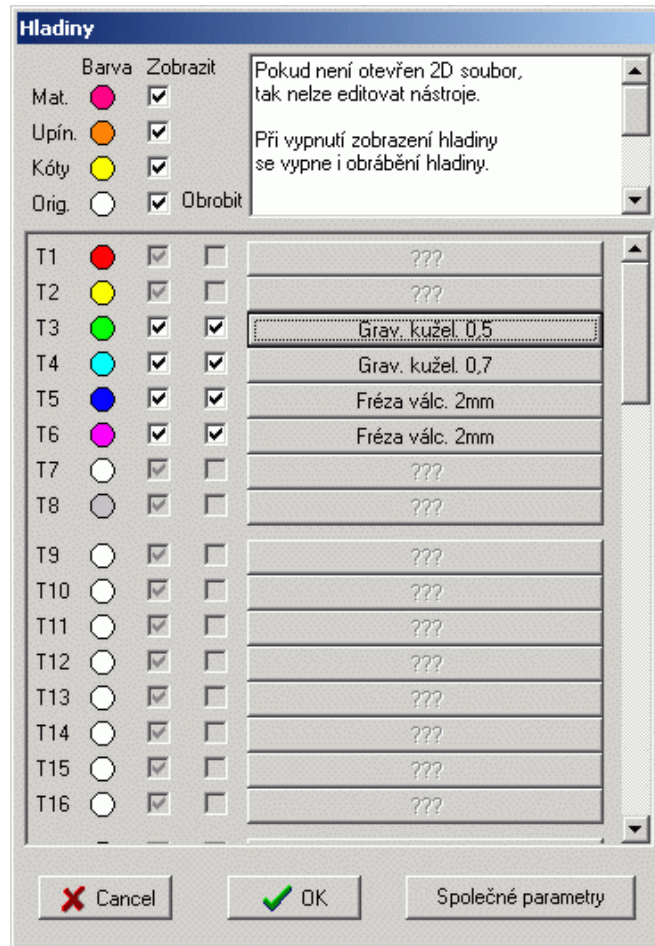 Hladiny
Barva Zobrazit
Mat.
Upín.
Kóty
Orig. Obrobit
Pokud není otevřen 2D soubor,
tak nelze editovat nástroje.
Při vypnutí zobrazení hladiny
se vypne i obrábění hladiny.
T1 ???
T2 ???
T3 Grav. kužel. 0,5
T4 Grav. kužel. 0,7
T5 Fréza válc. 2mm
T6 Fréza válc. 2mm
T7 ???
T8 ???
T9 ???
T10 ???
T11 ???
T12 ???
T13 ???
T14 ???
T15 ???
T16 ???
Cancel OK Společné parametry